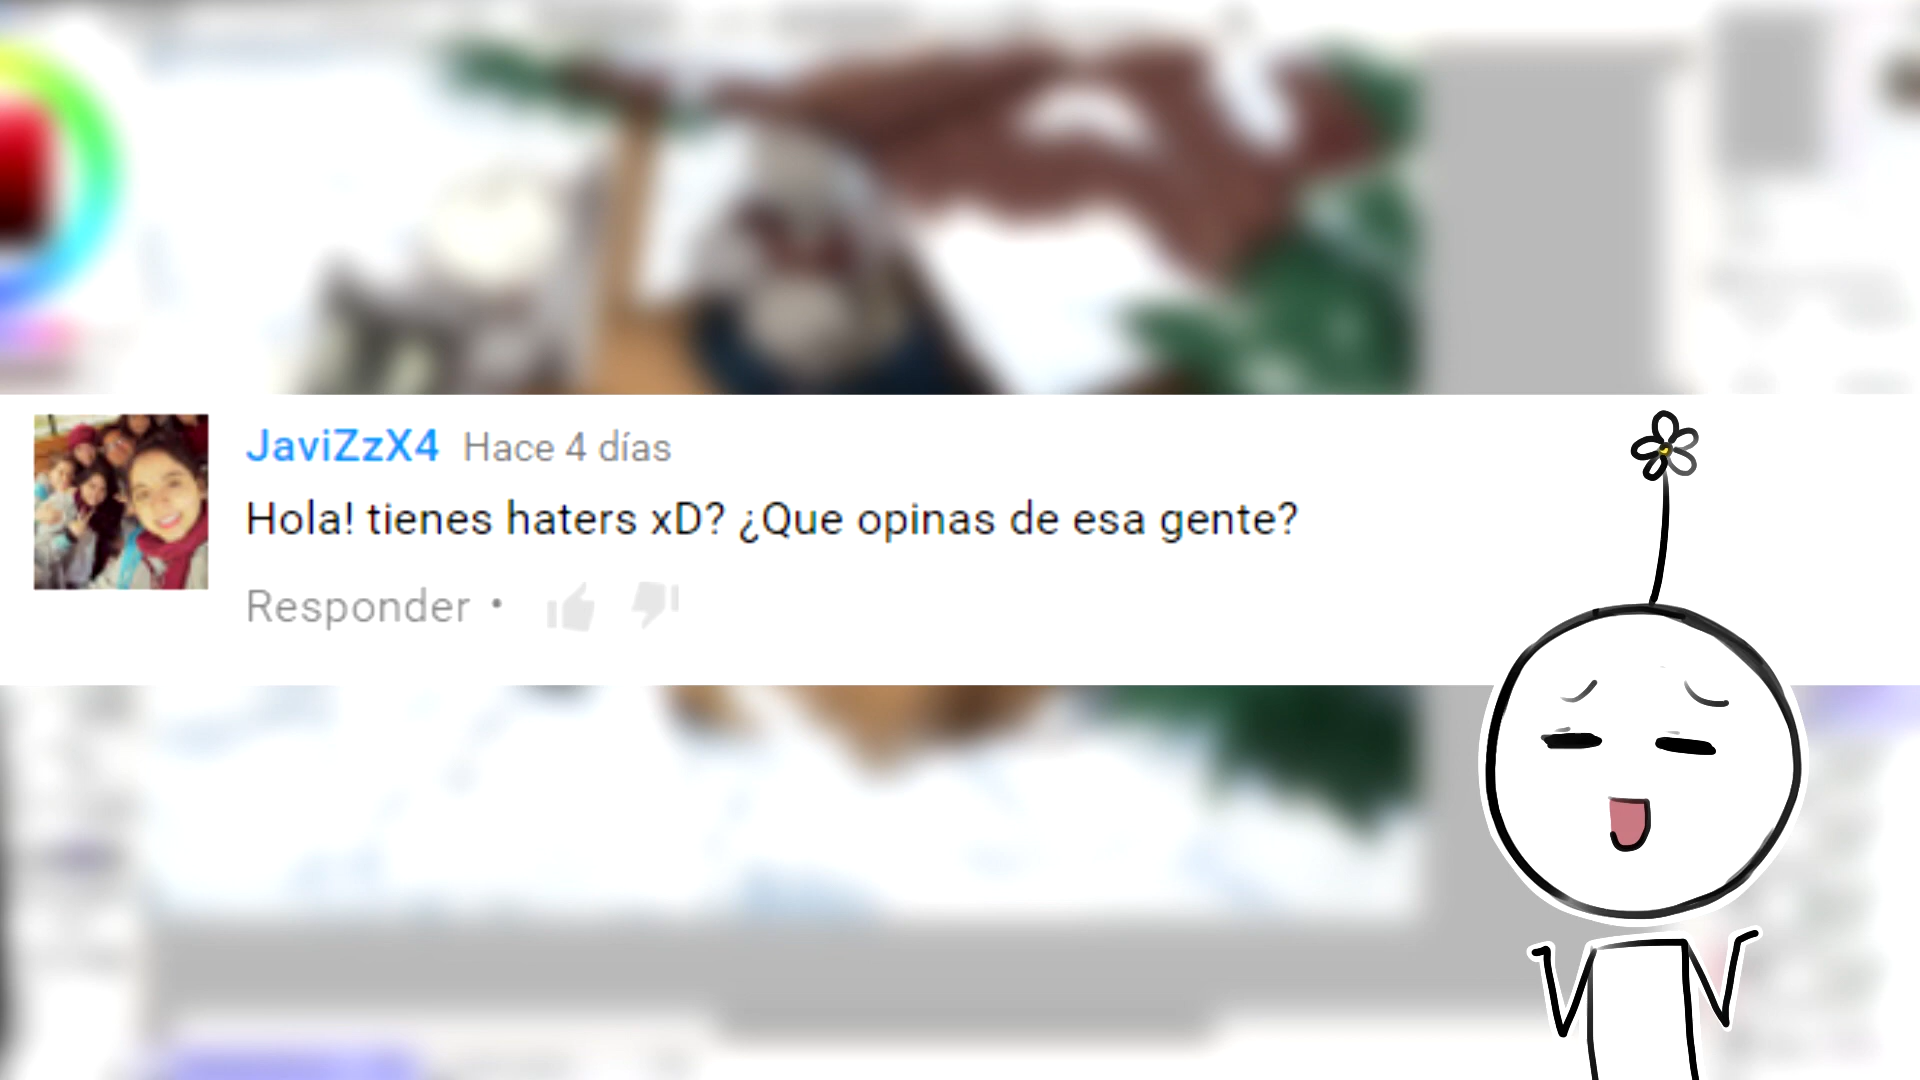 JaviZzX4 Hace 4 días
Hola! tienes haters xD? ¿Que opinas de esa gente?
Responder •